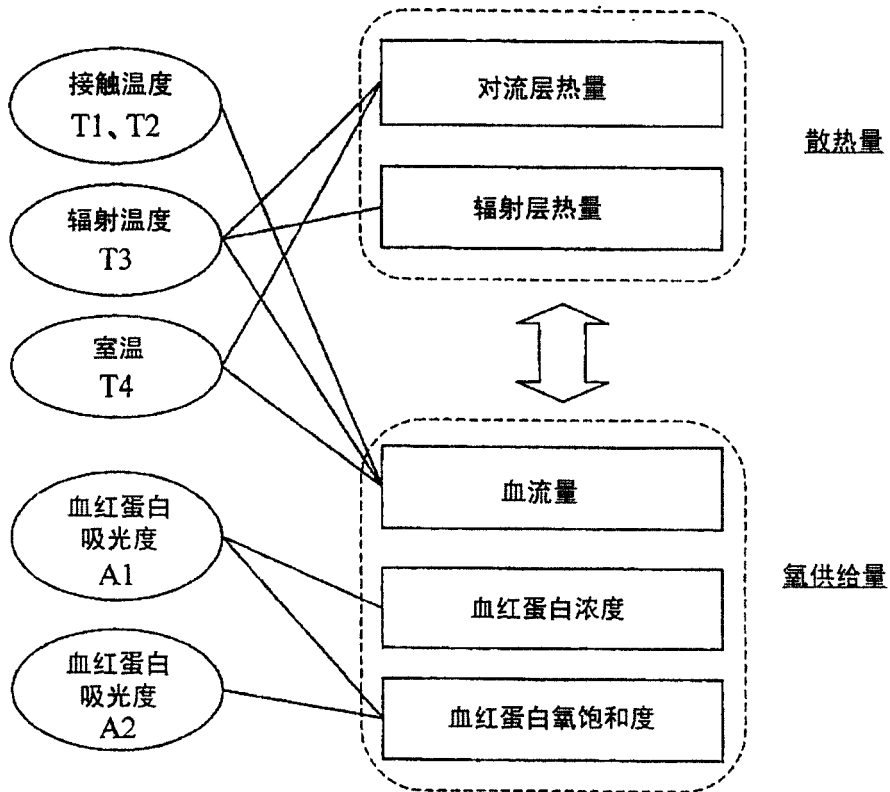 接触温度
T1、T2
辐射温度
T3
室温
T4
血红蛋白
吸光度
A1
血红蛋白
吸光度
A2
对流层热量
辐射层热量
散热量
血流量
血红蛋白浓度
血红蛋白氧饱和度
氧供给量